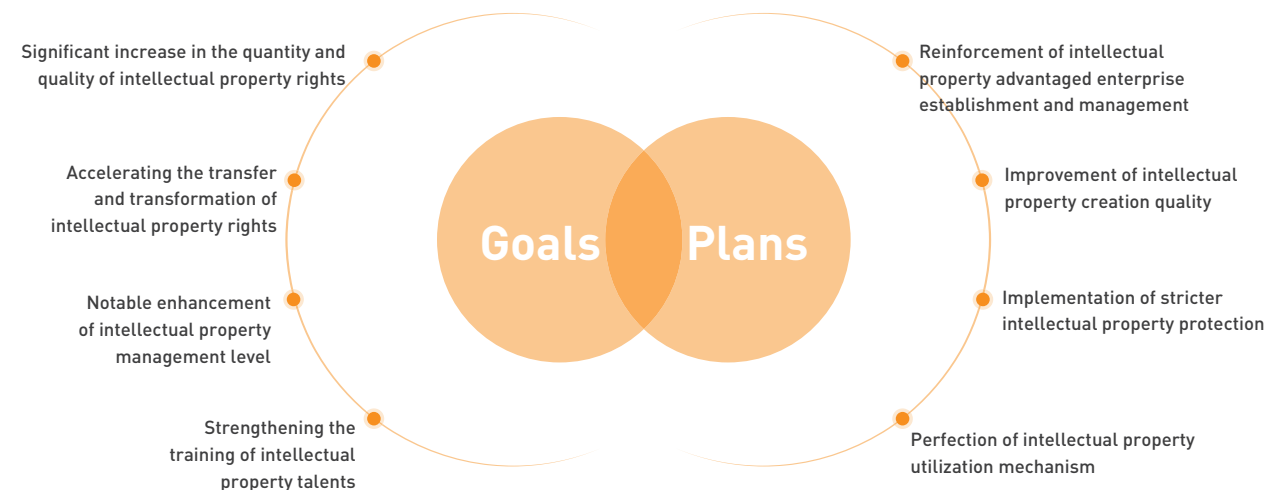 Significant increase in the quantity and
quality of intellectual property rights
Accelerating the transfer
and transformation of
intellectual property rights
Notable enhancement
of intellectual property
management level
Strengthening the
training of intellectual
property talents
Goals
Plans
Reinforcement of intellectual
property advantaged enterprise
establishment and management
Improvement of intellectual
property creation quality
Implementation of stricter
intellectual property protection
Perfection of intellectual property
utilization mechanism